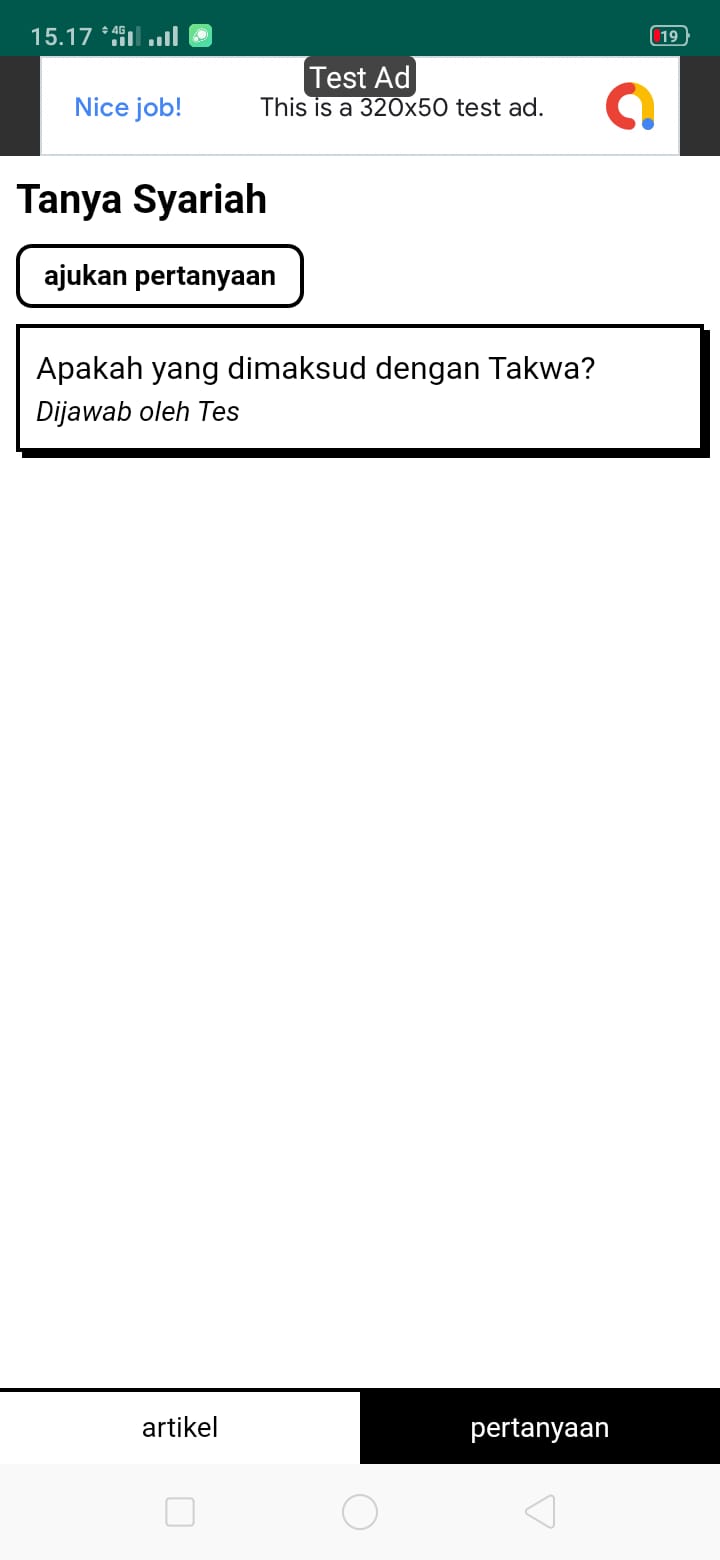 15.17 4G 19
Test Ad
Nice job! This is a 320x50 test ad.
Tanya Syariah
ajukan pertanyaan
Apakah yang dimaksud dengan Takwa?
Dijawab oleh Tes
artikel pertanyaan